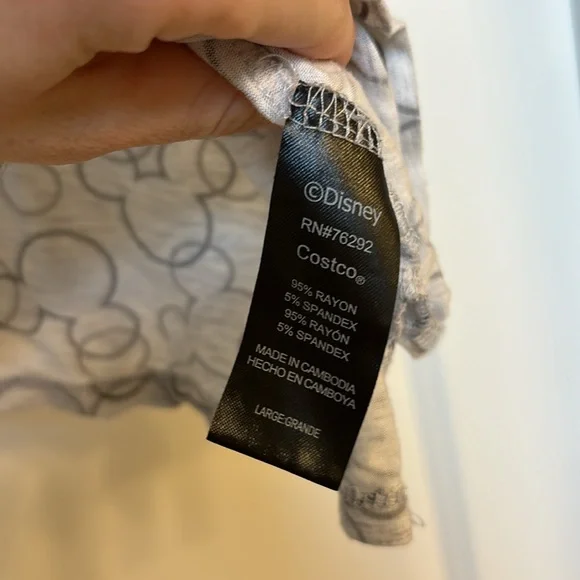 ©Disney
RN#76292
Costco®
95% RAYON
5% SPANDEX
95% RAYÓN
5% SPANDEX
MADE IN CAMBODIA
HECHO EN CAMBOYA
LARGE:GRANDE